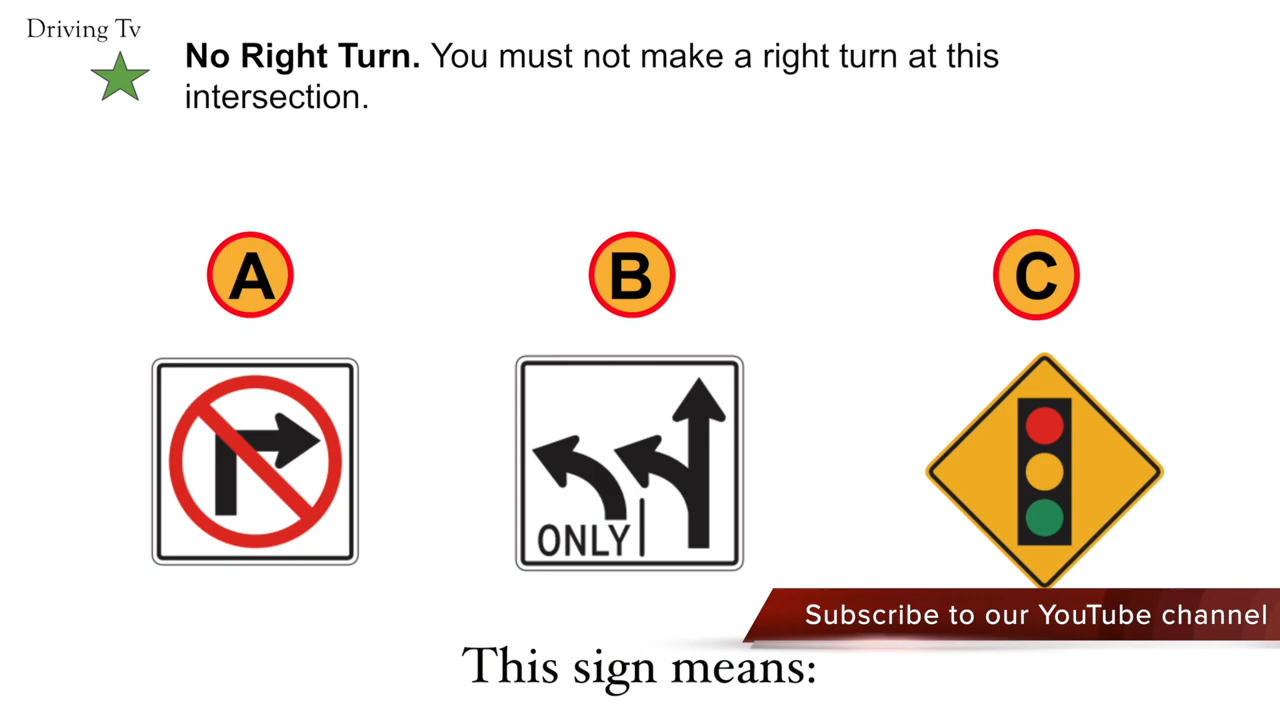 Driving Tv
No Right Turn. You must not make a right turn at this
intersection.
A
B
C
ONLY
Subscribe to our YouTube channel
This sign means: